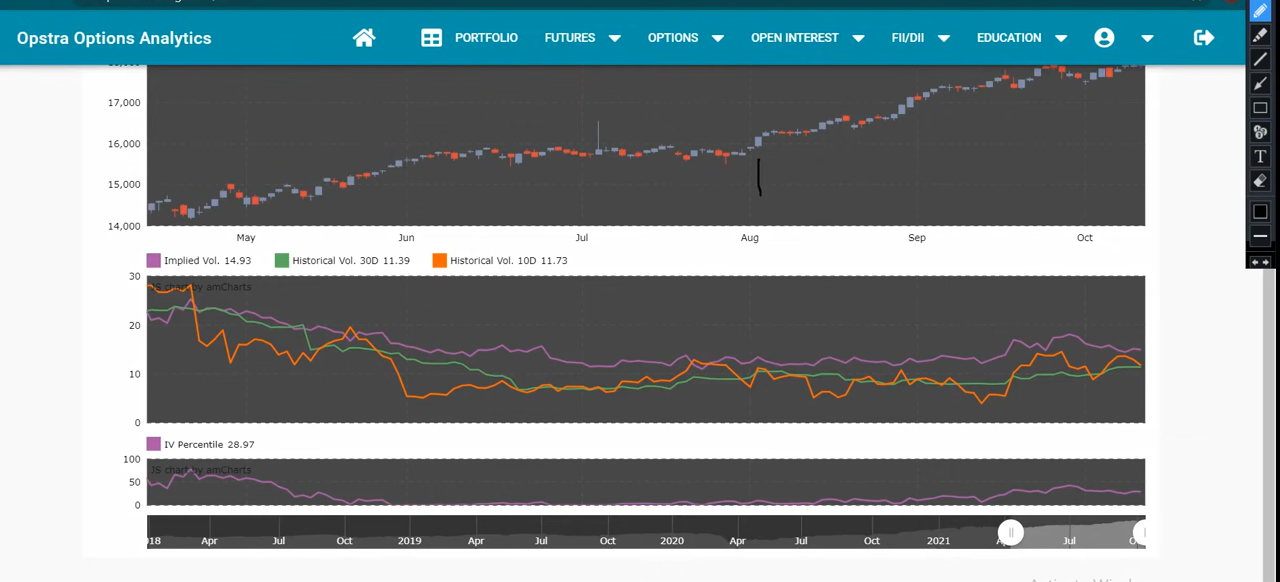 Opstra Options Analytics
PORTFOLIO FUTURES OPTIONS OPEN INTEREST FII/DII EDUCATION
17,000
16,000
15,000
14,000
May Jun Jul Aug Sep Oct
Implied Vol. 14.93 Historical Vol. 30D 11.39 Historical Vol. 10D 11.73
30
JS chart by amCharts
20
10
0
IV Percentile 28.97
100
JS chart by amCharts
50
0
Apr Jul Oct 2019 Apr Jul Oct 2020 Apr Jul Oct 2021 Jul
T